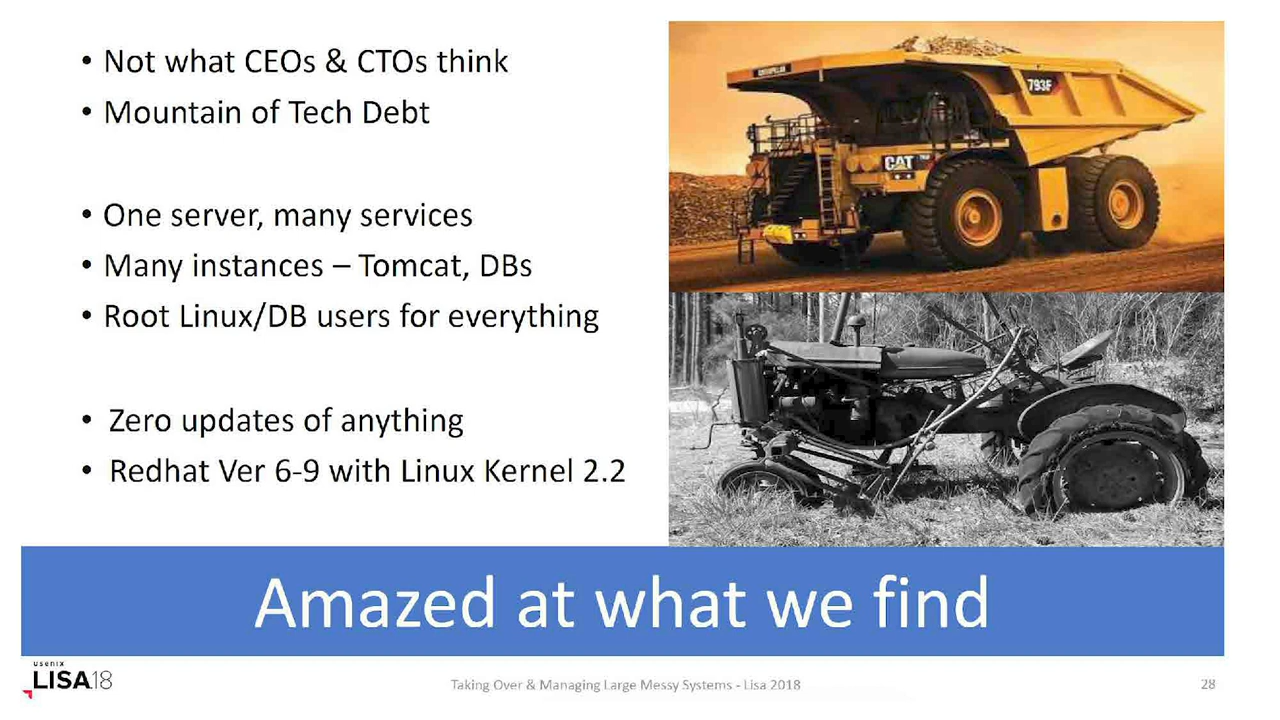 • Not what CEOs & CTOs think
• Mountain of Tech Debt
• One server, many services
• Many instances – Tomcat, DBs
• Root Linux/DB users for everything
• Zero updates of anything
• Redhat Ver 6-9 with Linux Kernel 2.2
CATERPILLAR
793F
CAT
Amazed at what we find
usenix
LISA18
Taking Over & Managing Large Messy Systems - Lisa 2018
28